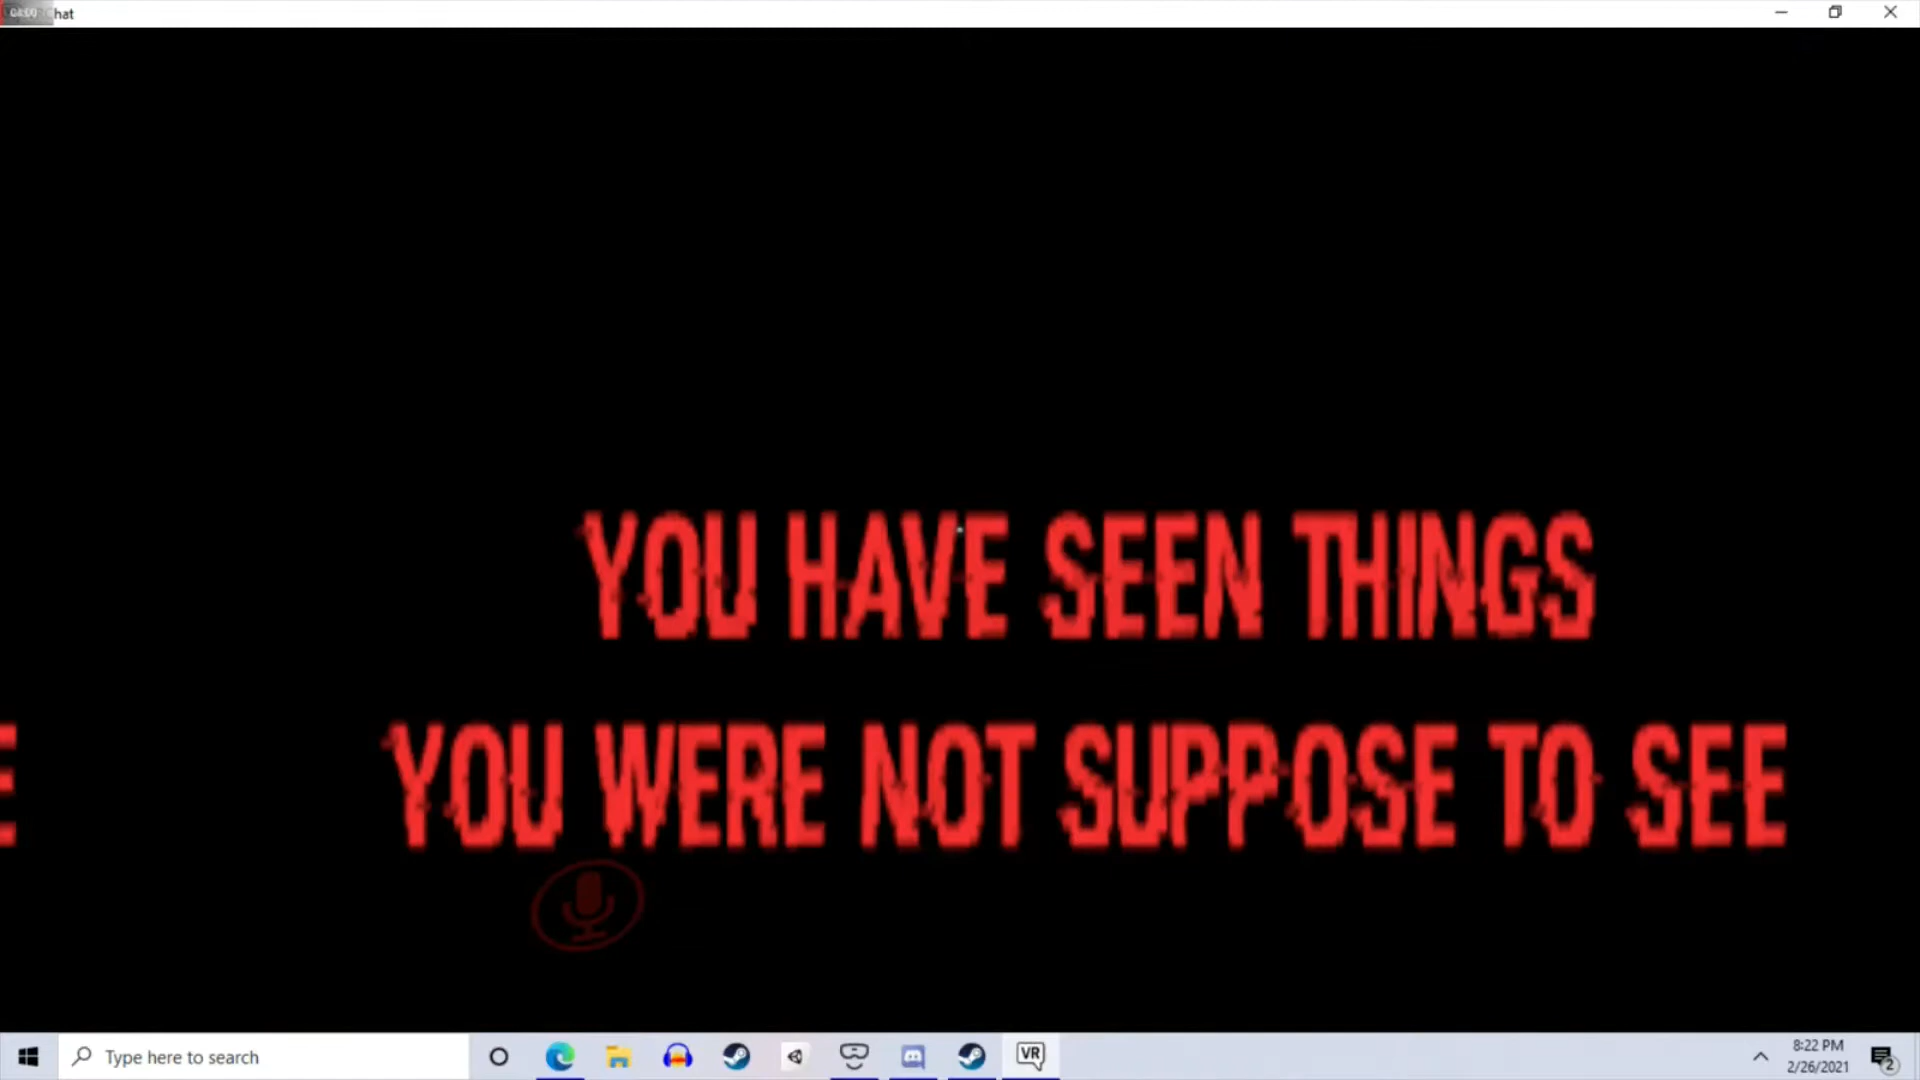 hat
YOU HAVE SEEN THINGS
E YOU WERE NOT SUPPOSE TO SEE
Type here to search
VR
8:22 PM
2/26/2021
2